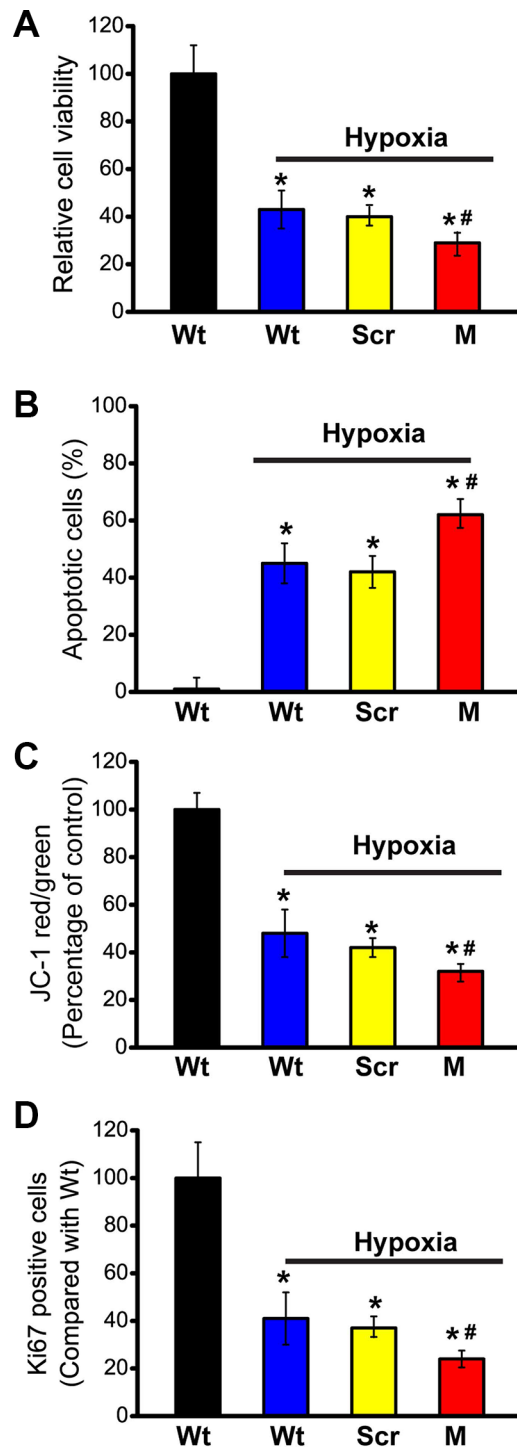 A
Relative cell viability
120
100
80
60
40
20
0
Hypoxia
*
*
* #
Wt
Wt
Scr
M
B
Apoptotic cells (%)
100
80
60
40
20
0
Hypoxia
*
*
* #
Wt
Wt
Scr
M
C
JC-1 red/green
(Percentage of control)
120
100
80
60
40
20
0
Hypoxia
*
*
* #
Wt
Wt
Scr
M
D
Ki67 positive cells
(Compared with Wt)
120
100
80
60
40
20
0
Hypoxia
*
*
* #
Wt
Wt
Scr
M